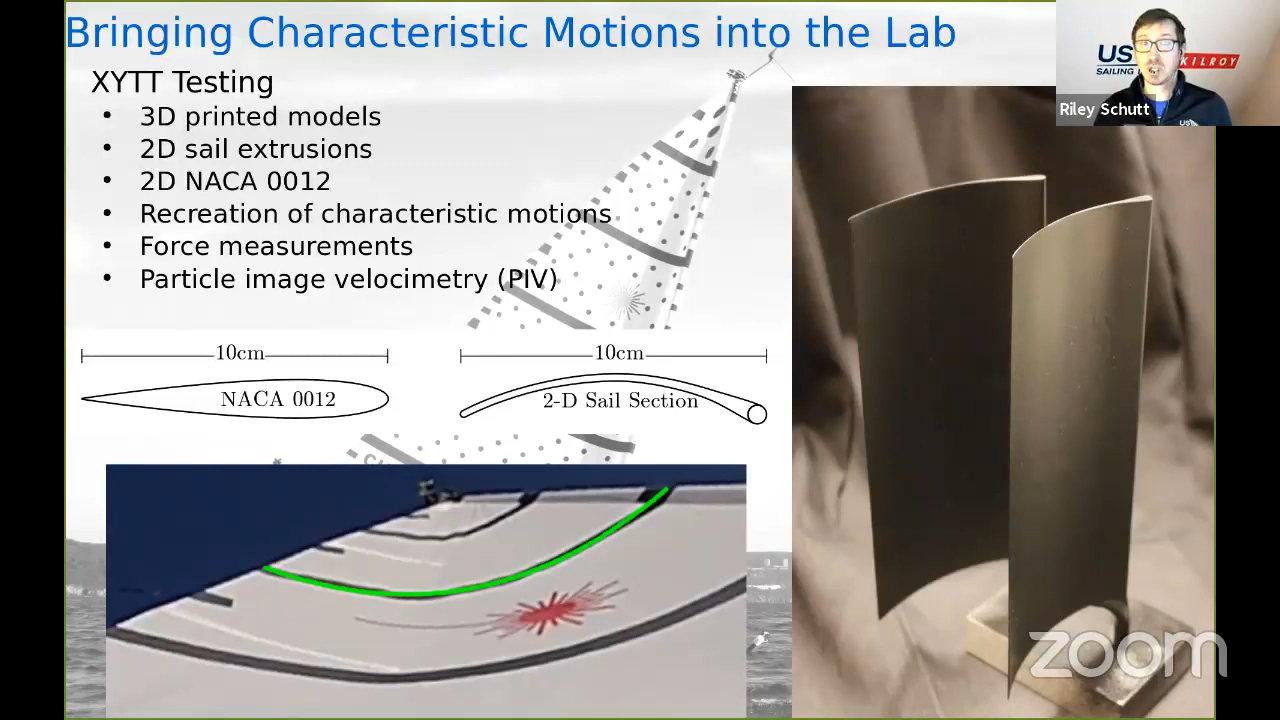 Bringing Characteristic Motions into the Lab
XYTT Testing
• 3D printed models
• 2D sail extrusions
• 2D NACA 0012
• Recreation of characteristic motions
• Force measurements
• Particle image velocimetry (PIV)
10cm
NACA 0012
10cm
2-D Sail Section
US
SAILING
KILROY
Riley Schutt
US
zoom